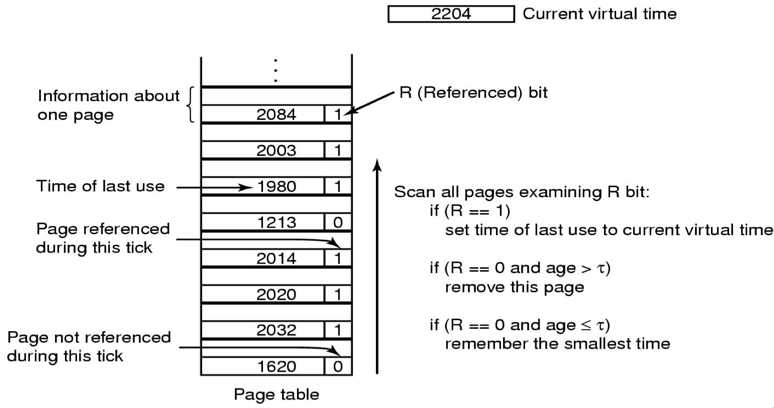 2204 Current virtual time
Information about
one page
2084 1
R (Referenced) bit
2003 1
Time of last use
1980 1
1213 0
Page referenced
during this tick
2014 1
2020 1
2032 1
Page not referenced
during this tick
1620 0
Page table
Scan all pages examining R bit:
if (R == 1)
set time of last use to current virtual time
if (R == 0 and age > τ)
remove this page
if (R == 0 and age ≤ τ)
remember the smallest time